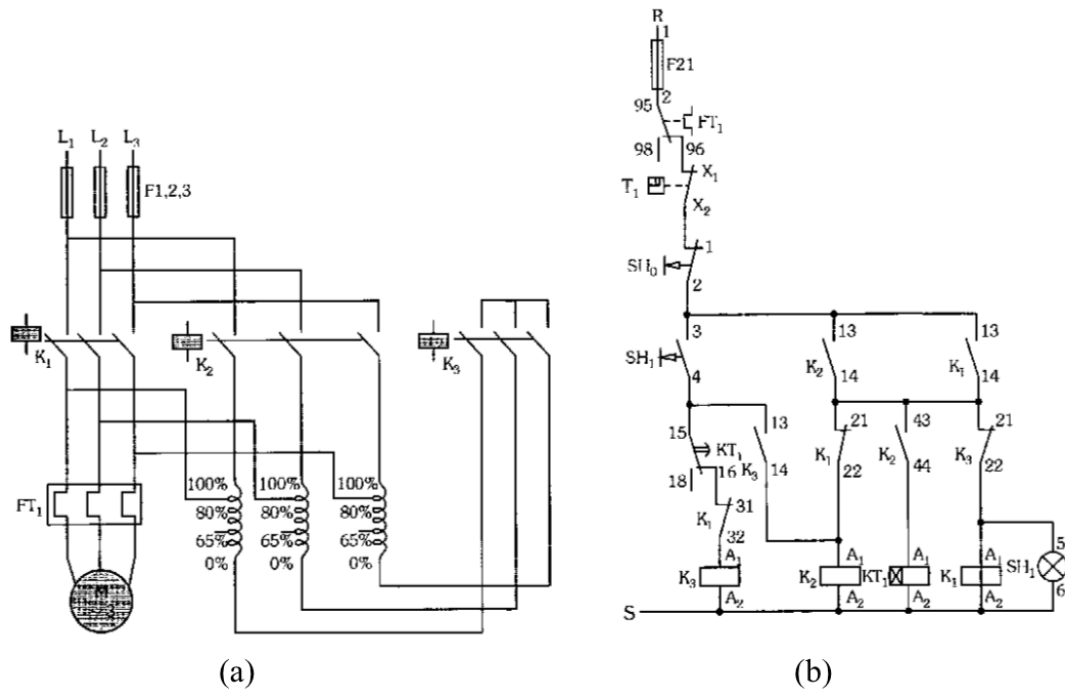 L₁ L₂ L₃
F1,2,3
K₁ K₂ K₃
100% 100% 100%
80% 80% 80%
65% 65% 65%
0% 0% 0%
FT₁
M
(a)
R
1
F21
2
95
FT₁
98 96
X₁
T₁
X₂
1
SH₀
2
3 13 13
SH₁ K₂ K₁
4 14 14
15 13 21 43 21
KT₁ K₃ K₁ K₂ K₃
18 16 14 22 44 22
31
K₁
32
5
A₁ A₁ A₁ A₁ SH₁
K₃ K₂ KT₁ K₁
6
A₂ A₂ A₂ A₂
S
(b)